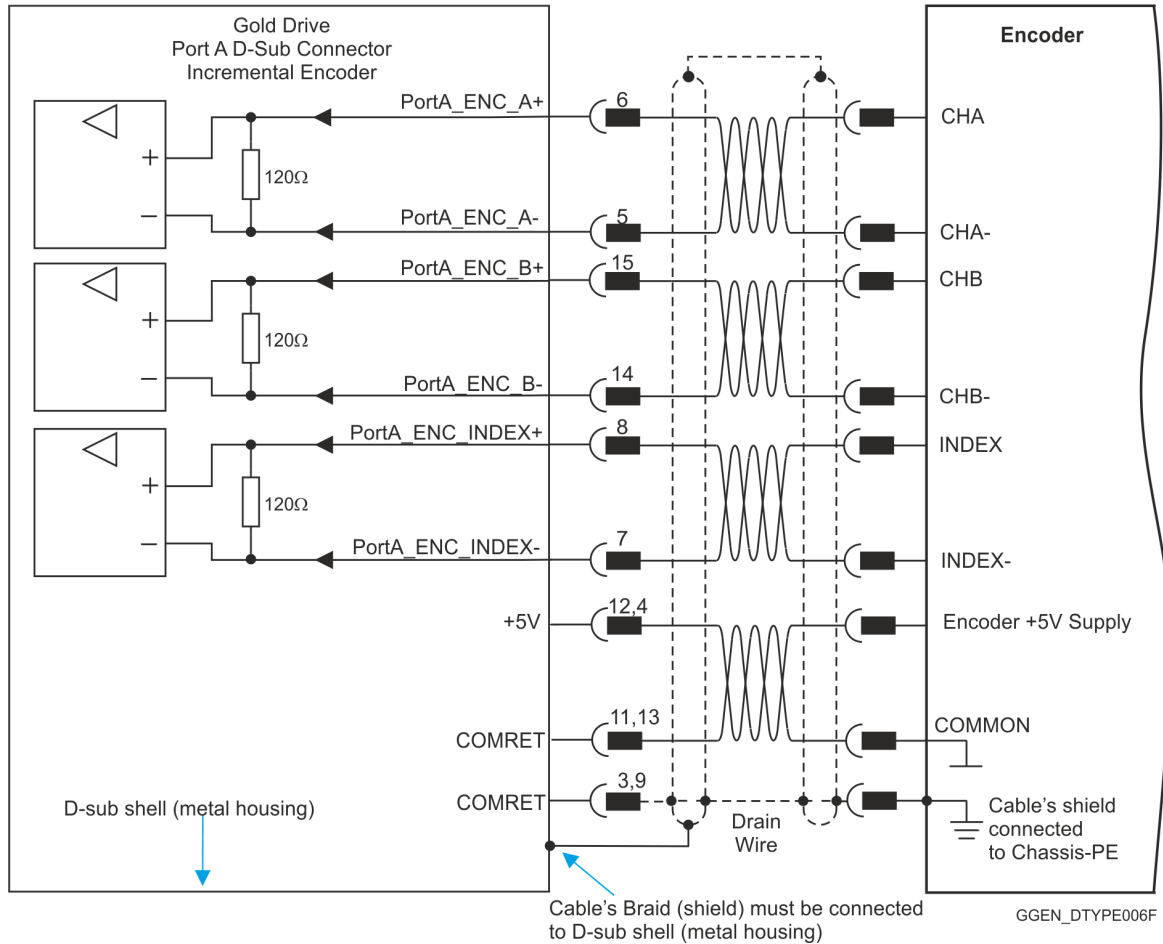 Gold Drive
Port A D-Sub Connector
Incremental Encoder
Encoder
PortA_ENC_A+
6
CHA
+
120Ω
−
PortA_ENC_A-
5
CHA-
PortA_ENC_B+
15
CHB
+
120Ω
−
PortA_ENC_B-
14
CHB-
PortA_ENC_INDEX+
8
INDEX
+
120Ω
−
PortA_ENC_INDEX-
7
INDEX-
+5V
12,4
Encoder +5V Supply
COMRET
11,13
COMMON
COMRET
3,9
D-sub shell (metal housing)
Drain
Wire
Cable's shield
connected
to Chassis-PE
Cable's Braid (shield) must be connected
to D-sub shell (metal housing)
GGEN_DTYPE006F